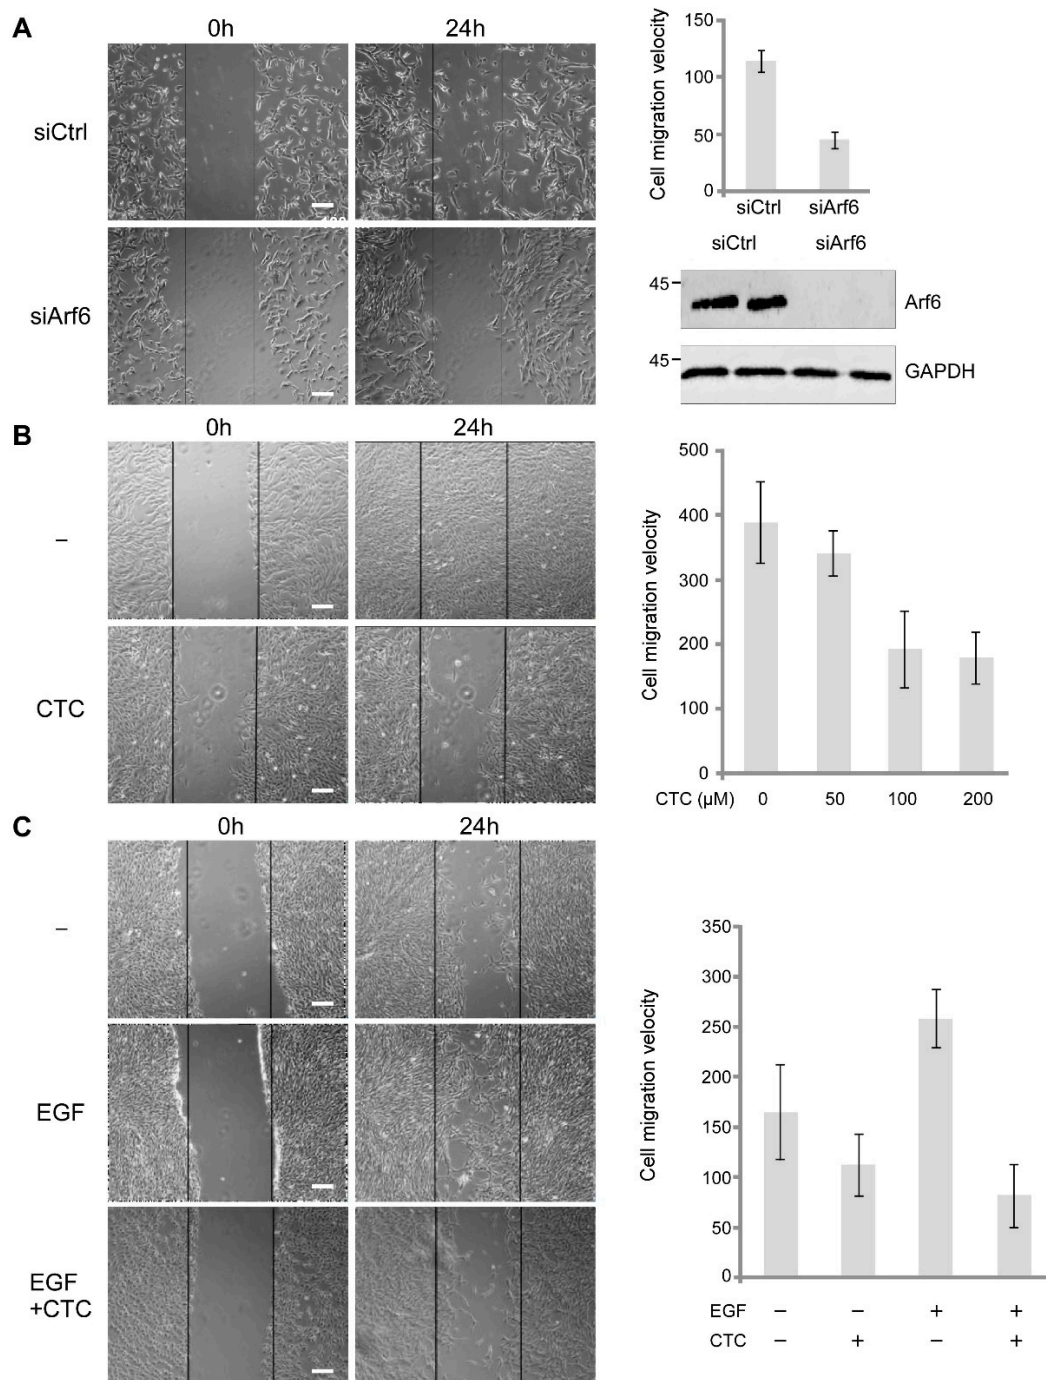 A
0h 24h
siCtrl
siArf6
Cell migration velocity
150
100
50
0
siCtrl siArf6
siCtrl siArf6
45
Arf6
45
GAPDH
B
0h 24h
–
CTC
Cell migration velocity
500
400
300
200
100
0
CTC (µM) 0 50 100 200
C
0h 24h
–
EGF
EGF
+CTC
Cell migration velocity
350
300
250
200
150
100
50
0
EGF – – + +
CTC – + – +